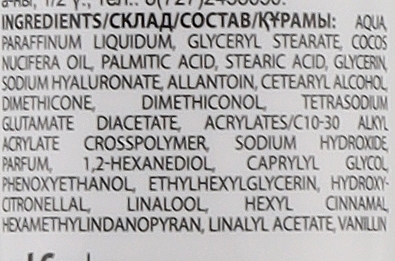 INGREDIENTS/СКЛАД/СОСТАВ/ҚҰРАМЫ: AQUA,
PARAFFINUM LIQUIDUM, GLYCERYL STEARATE, COCOS
NUCIFERA OIL, PALMITIC ACID, STEARIC ACID, GLYCERIN,
SODIUM HYALURONATE, ALLANTOIN, CETEARYL ALCOHOL,
DIMETHICONE, DIMETHICONOL, TETRASODIUM
GLUTAMATE DIACETATE, ACRYLATES/C10-30 ALKYL
ACRYLATE CROSSPOLYMER, SODIUM HYDROXIDE,
PARFUM, 1,2-HEXANEDIOL, CAPRYLYL GLYCOL,
PHENOXYETHANOL, ETHYLHEXYLGLYCERIN, HYDROXY-
CITRONELLAL, LINALOOL, HEXYL CINNAMAL,
HEXAMETHYLINDANOPYRAN, LINALYL ACETATE, VANILLIN